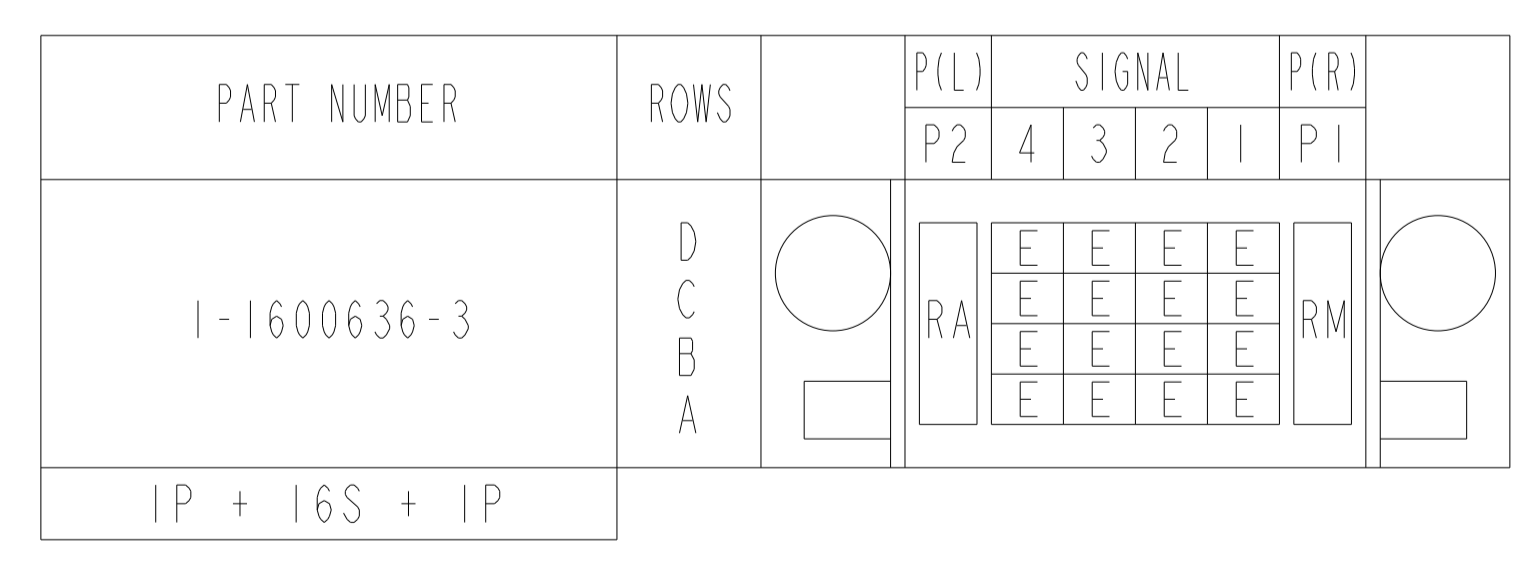 PART NUMBER ROWS P(L) SIGNAL P(R)
P2 4 3 2 1 P1
D E E E E
C E E E E
1-1600636-3 RA RM
B E E E E
A E E E E
1P + 16S + 1P